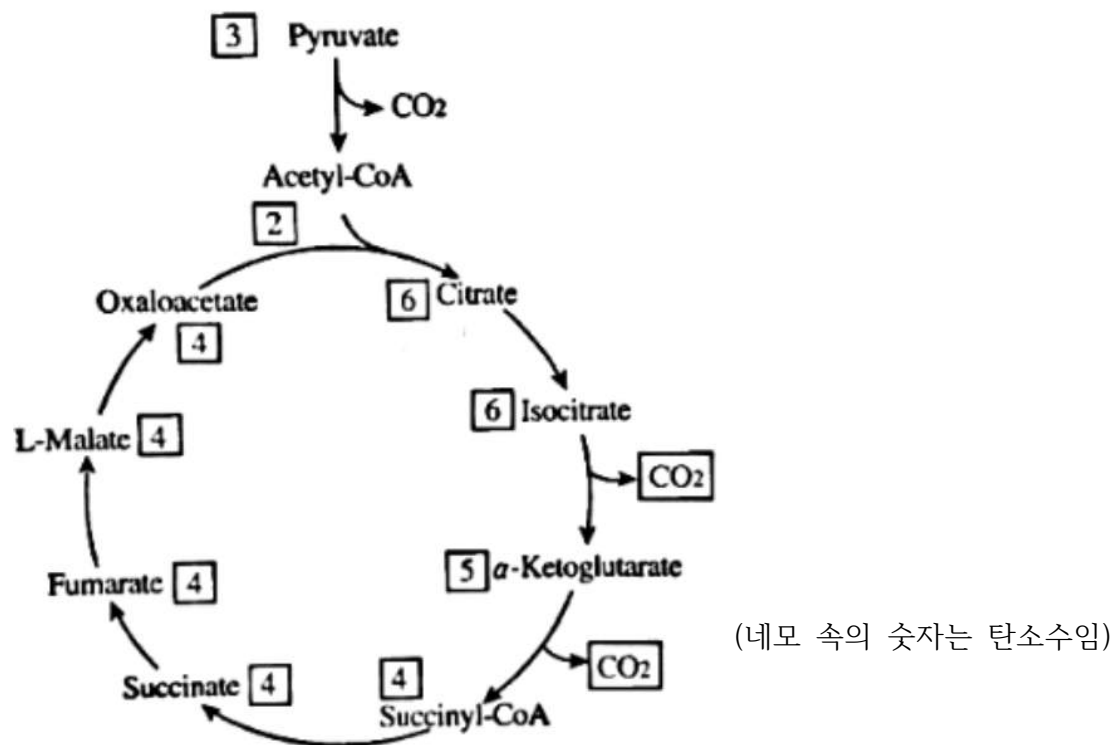 3 Pyruvate
CO2
Acetyl-CoA
2
Oxaloacetate
4
6 Citrate
6 Isocitrate
L-Malate 4
CO2
5 α-Ketoglutarate
Fumarate 4
(네모 속의 숫자는 탄소수임)
CO2
Succinate 4
4
Succinyl-CoA